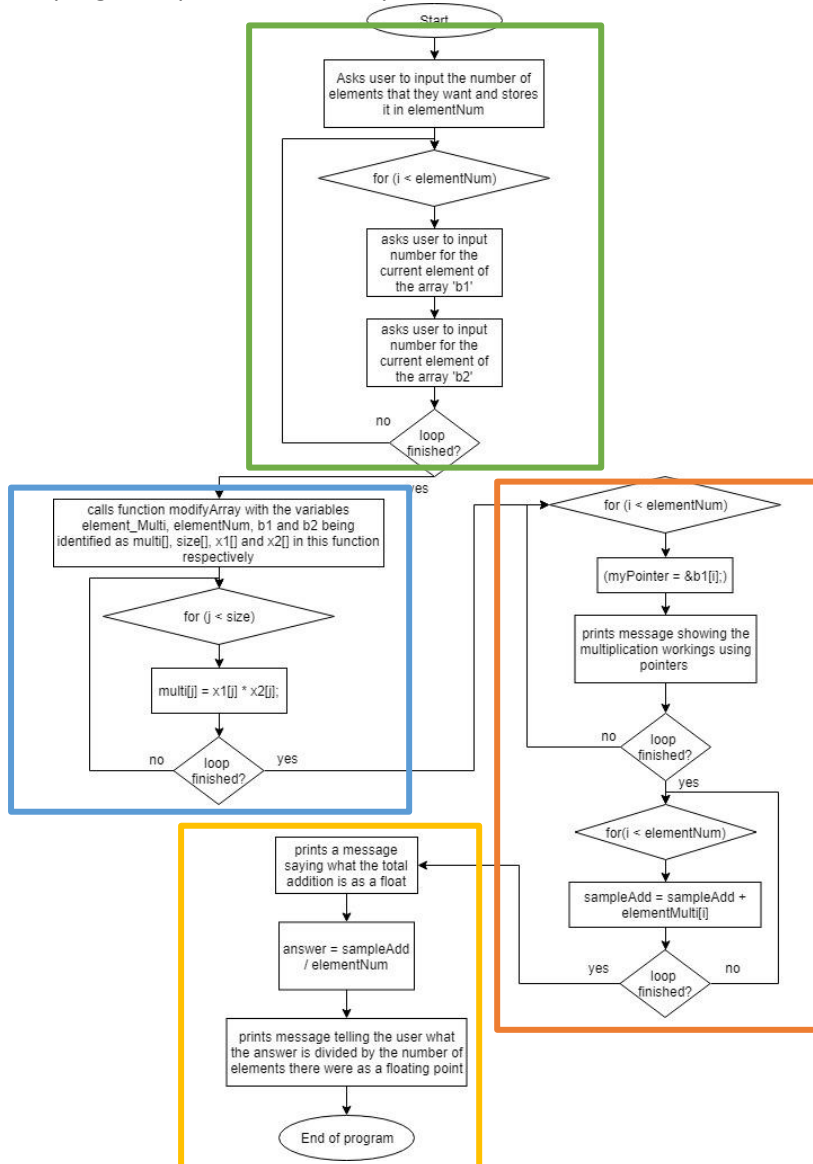 Start
Asks user to input the number of
elements that they want and stores
it in elementNum
for (i < elementNum)
asks user to input
number for the
current element of
the array 'b1'
asks user to input
number for the
current element of
the array 'b2'
no
loop
finished?
yes
calls function modifyArray with the variables
element_Multi, elementNum, b1 and b2 being
identified as multi[], size[], x1[] and x2[] in this function
respectively
for (j < size)
multi[j] = x1[j] * x2[j];
no
loop
finished?
yes
for (i < elementNum)
(myPointer = &b1[i];)
prints message showing the
multiplication workings using
pointers
no
loop
finished?
yes
for(i < elementNum)
sampleAdd = sampleAdd +
elementMulti[i]
yes
loop
finished?
no
prints a message
saying what the total
addition is as a float
answer = sampleAdd
/ elementNum
prints message telling the user what
the answer is divided by the number of
elements there were as a floating point
End of program